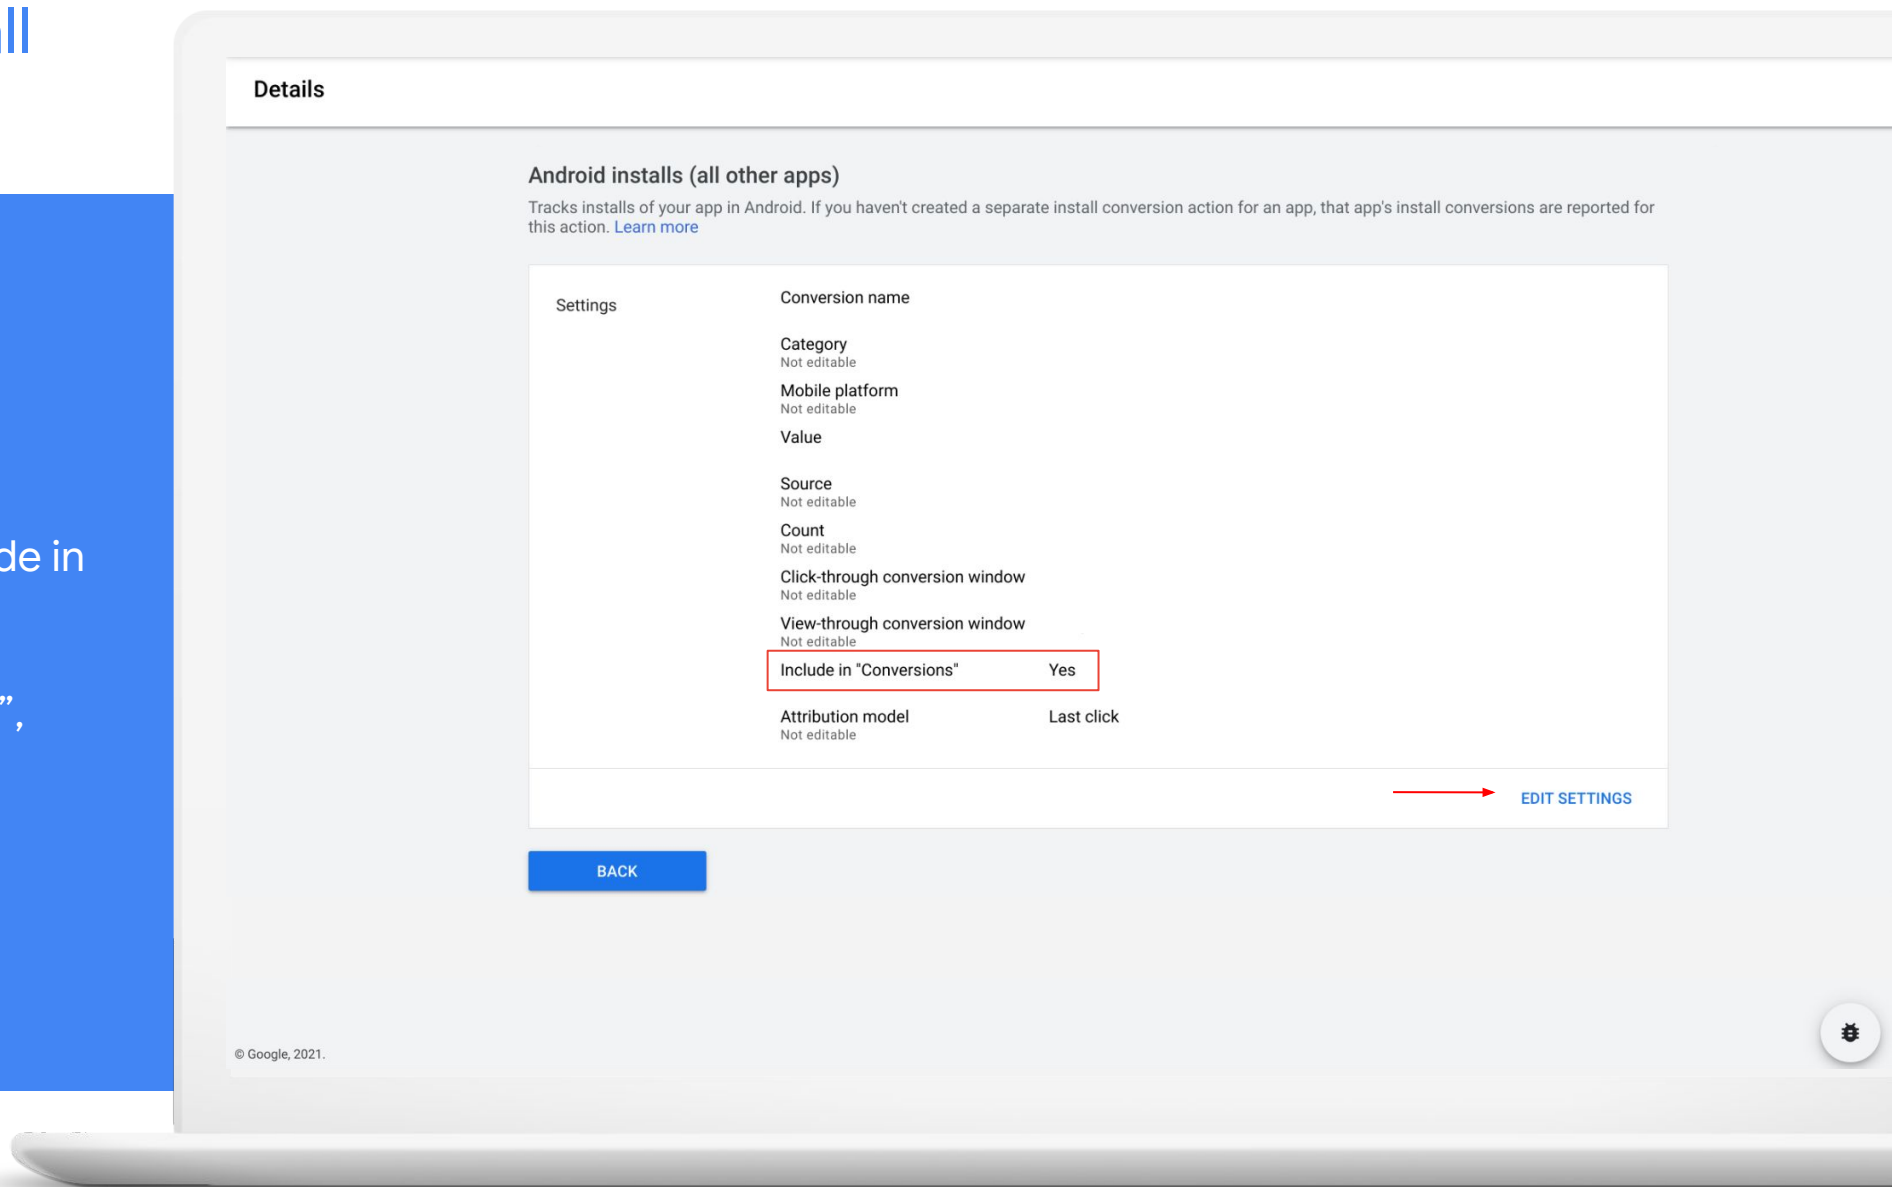 ll
Details
Android installs (all other apps)
Tracks installs of your app in Android. If you haven't created a separate install conversion action for an app, that app's install conversions are reported for
this action. Learn more
Settings
Conversion name
Category
Not editable
Mobile platform
Not editable
Value
Source
Not editable
Count
Not editable
Click-through conversion window
Not editable
View-through conversion window
Not editable
Include in "Conversions" Yes
Attribution model Last click
Not editable
EDIT SETTINGS
BACK
de in
”,
© Google, 2021.